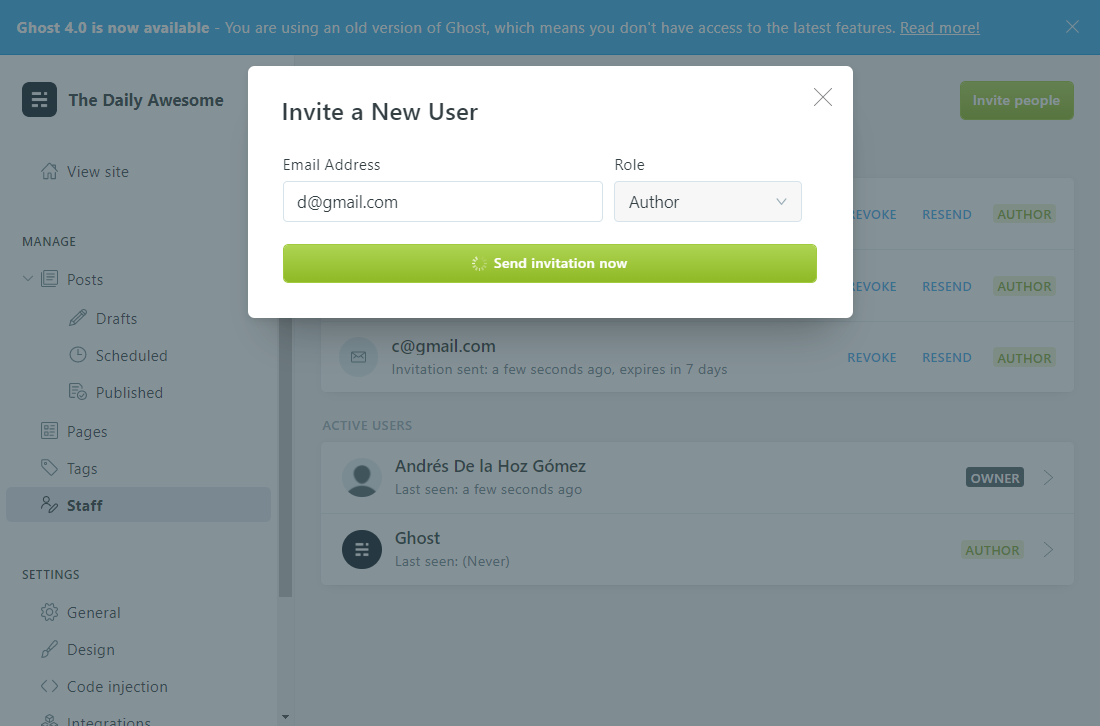 Ghost 4.0 is now available - You are using an old version of Ghost, which means you don't have access to the latest features. Read more!
The Daily Awesome
Invite people
View site
MANAGE
Posts
Drafts
Scheduled
Published
Pages
Tags
Staff
SETTINGS
General
Design
Code injection
Integrations
Invite a New User
Email Address
Role
d@gmail.com
Author
Send invitation now
RESEND AUTHOR
RESEND AUTHOR
c@gmail.com
Invitation sent: a few seconds ago, expires in 7 days
REVOKE RESEND AUTHOR
ACTIVE USERS
Andrés De la Hoz Gómez
Last seen: a few seconds ago
OWNER
Ghost
Last seen: (Never)
AUTHOR